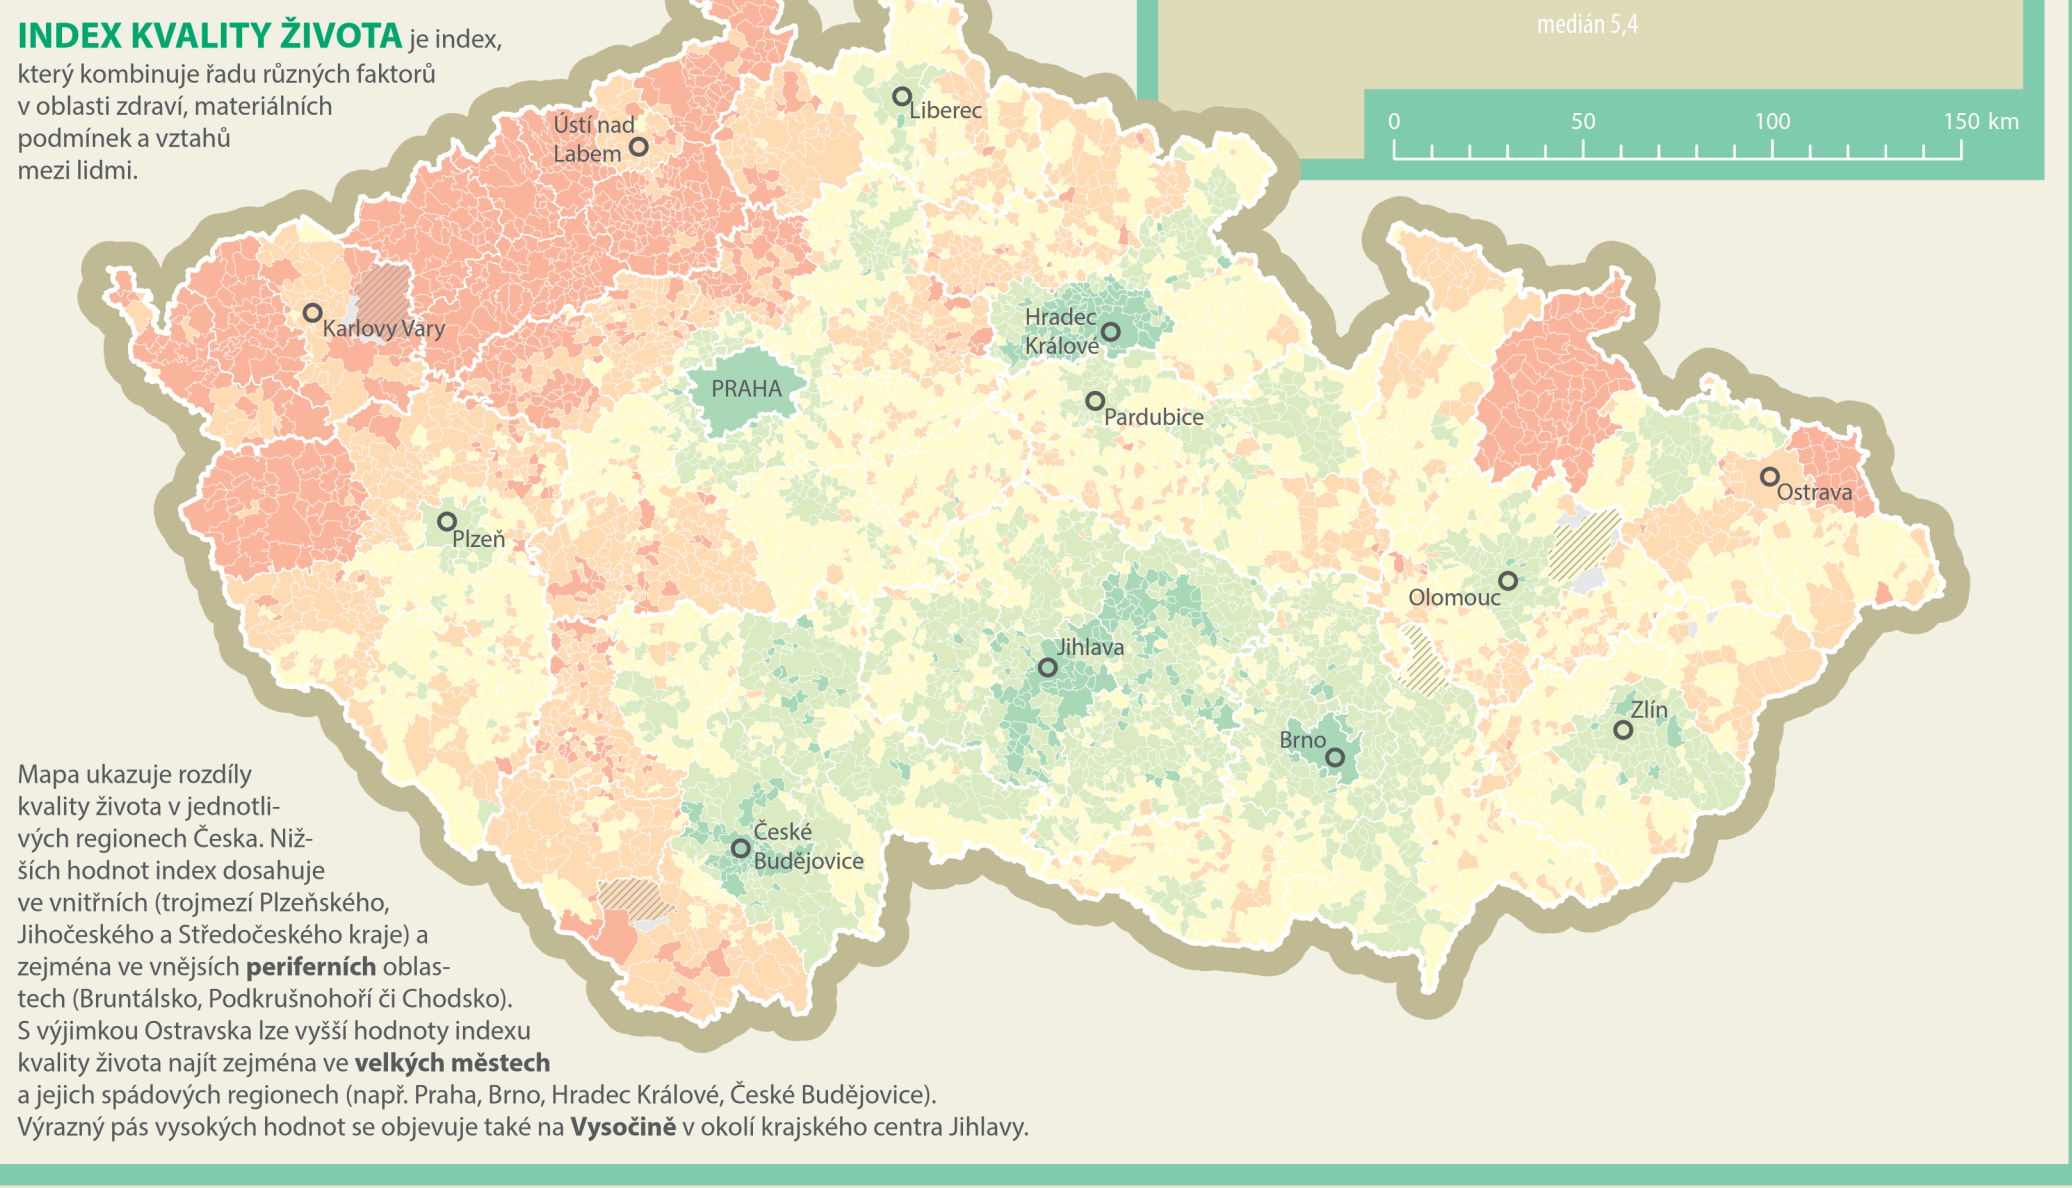 INDEX KVALITY ŽIVOTA je index,
který kombinuje řadu různých faktorů
v oblasti zdraví, materiálních
podmínek a vztahů
mezi lidmi.
medián 5,4
0 50 100 150 km
Liberec
Ústí nad
Labem
Karlovy Vary
Hradec
Králové
PRAHA
Pardubice
Ostrava
Plzeň
Olomouc
Jihlava
Zlín
Brno
České
Budějovice
Mapa ukazuje rozdíly
kvality života v jednotli-
vých regionech Česka. Niž-
ších hodnot index dosahuje
ve vnitřních (trojmezí Plzeňského,
Jihočeského a Středočeského kraje) a
zejména ve vnějsích periferních oblas-
tech (Bruntálsko, Podkrušnohoří či Chodsko).
S výjimkou Ostravska lze vyšší hodnoty indexu
kvality života najít zejména ve velkých městech
a jejich spádových regionech (např. Praha, Brno, Hradec Králové, České Budějovice).
Výrazný pás vysokých hodnot se objevuje také na Vysočině v okolí krajského centra Jihlavy.